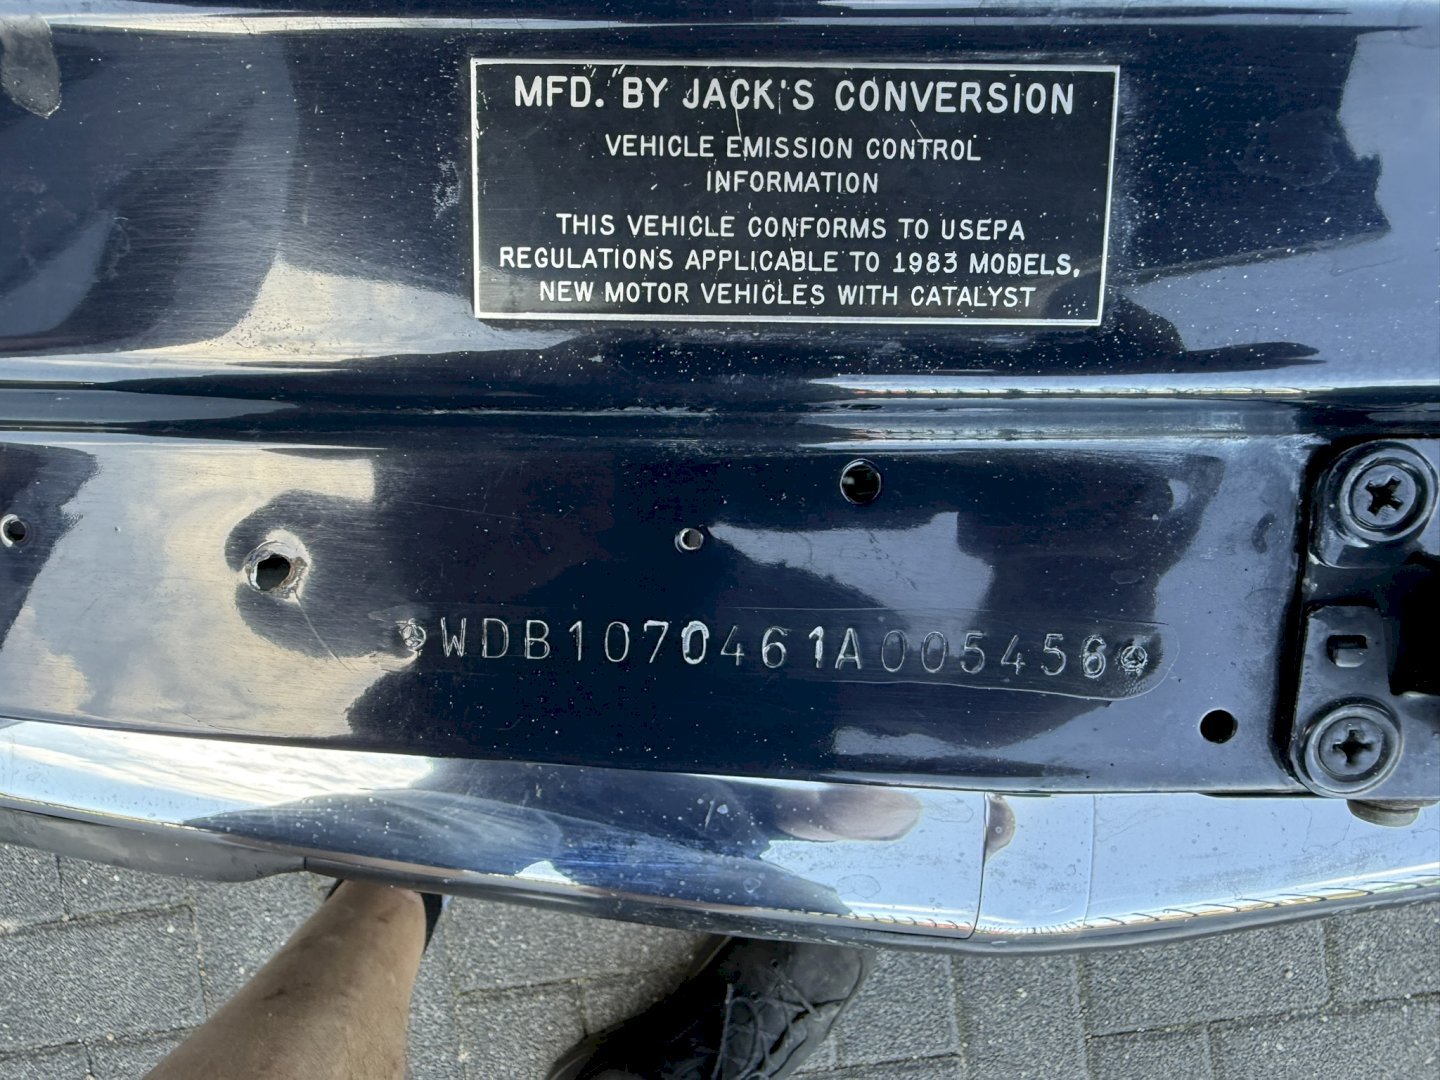 MFD. BY JACK'S CONVERSION
VEHICLE EMISSION CONTROL
INFORMATION
THIS VEHICLE CONFORMS TO USEPA
REGULATIONS APPLICABLE TO 1983 MODELS,
NEW MOTOR VEHICLES WITH CATALYST
WDB1070461A005456